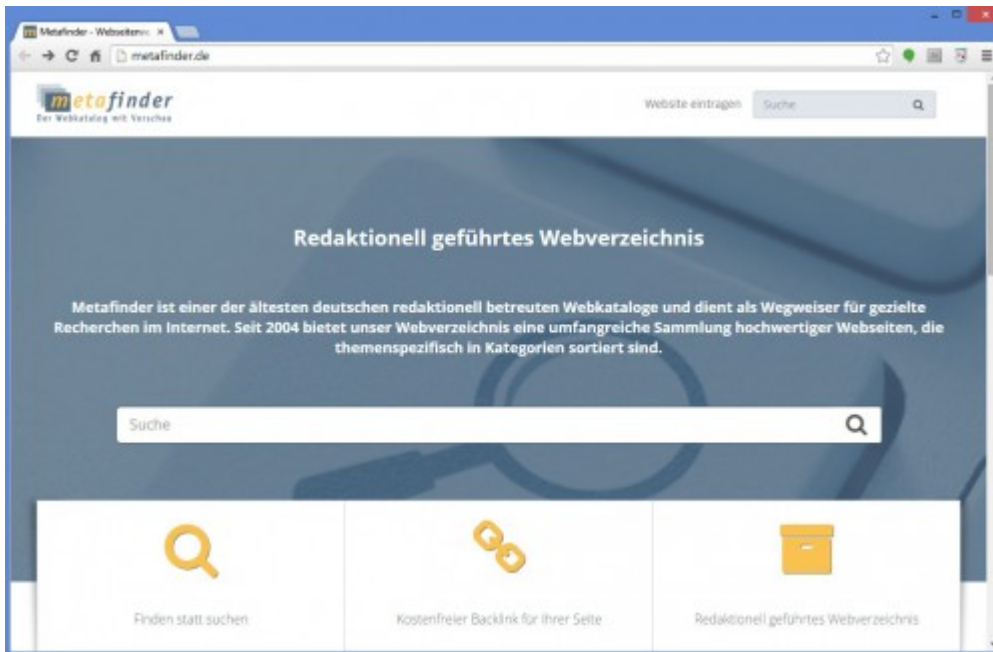 Metafinder - Webseitenve
metafinder.de
metafinder
Der Webkatalog mit Vorschau
Website eintragen
Suche
Redaktionell geführtes Webverzeichnis
Metafinder ist einer der ältesten deutschen redaktionell betreuten Webkataloge und dient als Wegweiser für gezielte
Recherchen im Internet. Seit 2004 bietet unser Webverzeichnis eine umfangreiche Sammlung hochwertiger Webseiten, die
themenspezifisch in Kategorien sortiert sind.
Suche
Finden statt suchen
Kostenfreier Backlink für Ihrer Seite
Redaktionell geführtes Webverzeichnis